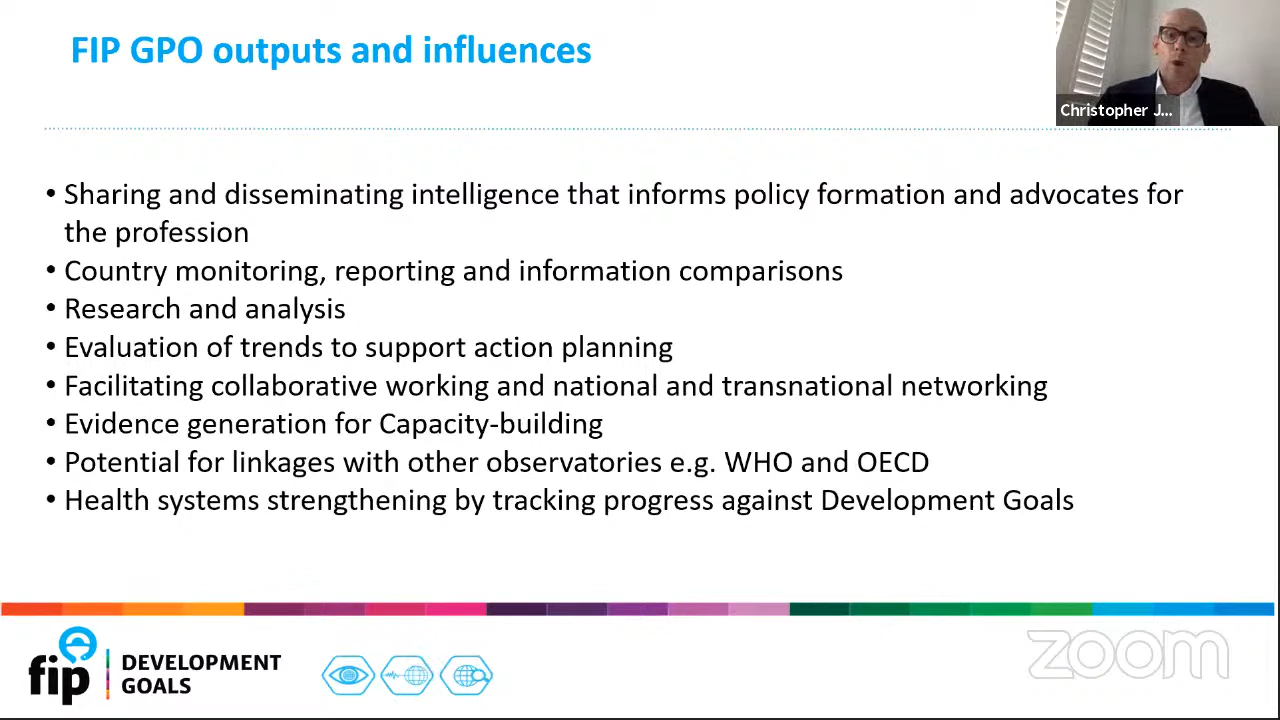 FIP GPO outputs and influences
Christopher J...
• Sharing and disseminating intelligence that informs policy formation and advocates for
the profession
• Country monitoring, reporting and information comparisons
• Research and analysis
• Evaluation of trends to support action planning
• Facilitating collaborative working and national and transnational networking
• Evidence generation for Capacity-building
• Potential for linkages with other observatories e.g. WHO and OECD
• Health systems strengthening by tracking progress against Development Goals
fip
DEVELOPMENT
GOALS
zoom